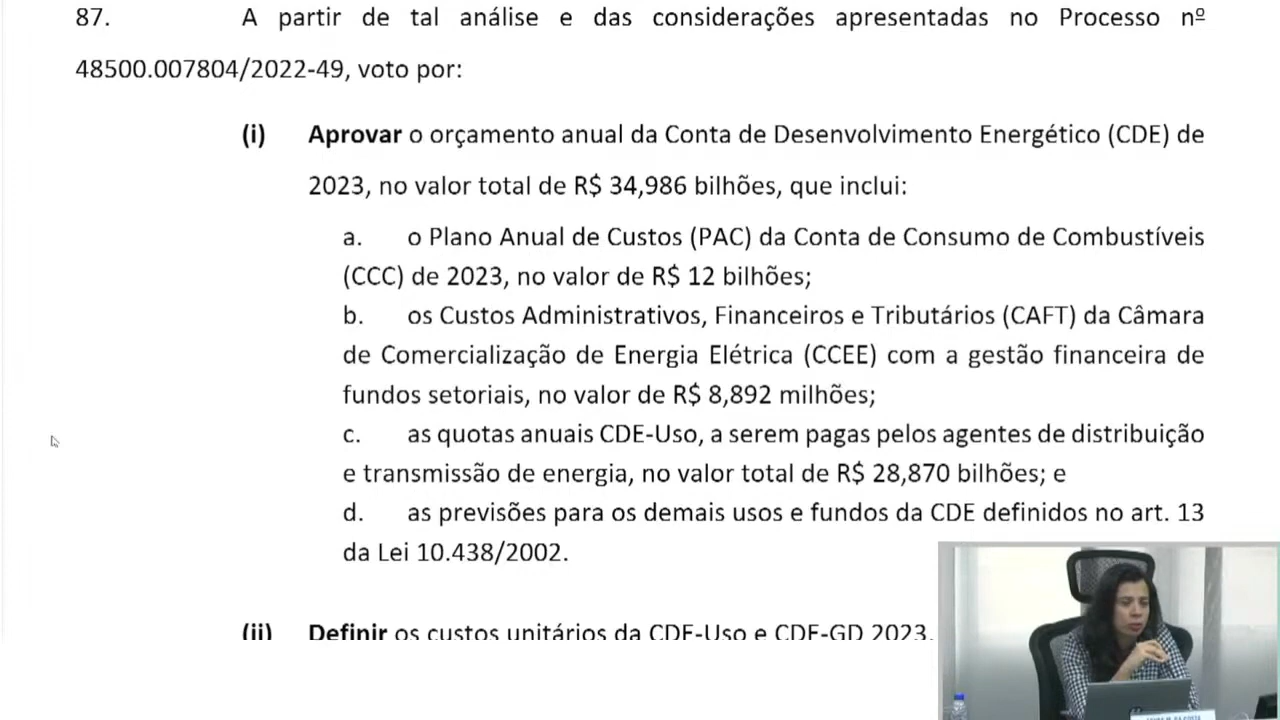 87. A partir de tal análise e das considerações apresentadas no Processo nº
48500.007804/2022-49, voto por:
(i) Aprovar o orçamento anual da Conta de Desenvolvimento Energético (CDE) de
2023, no valor total de R$ 34,986 bilhões, que inclui:
a. o Plano Anual de Custos (PAC) da Conta de Consumo de Combustíveis
(CCC) de 2023, no valor de R$ 12 bilhões;
b. os Custos Administrativos, Financeiros e Tributários (CAFT) da Câmara
de Comercialização de Energia Elétrica (CCEE) com a gestão financeira de
fundos setoriais, no valor de R$ 8,892 milhões;
c. as quotas anuais CDE-Uso, a serem pagas pelos agentes de distribuição
e transmissão de energia, no valor total de R$ 28,870 bilhões; e
d. as previsões para os demais usos e fundos da CDE definidos no art. 13
da Lei 10.438/2002.
(ii) Definir os custos unitários da CDE-Uso e CDE-GD 2023,